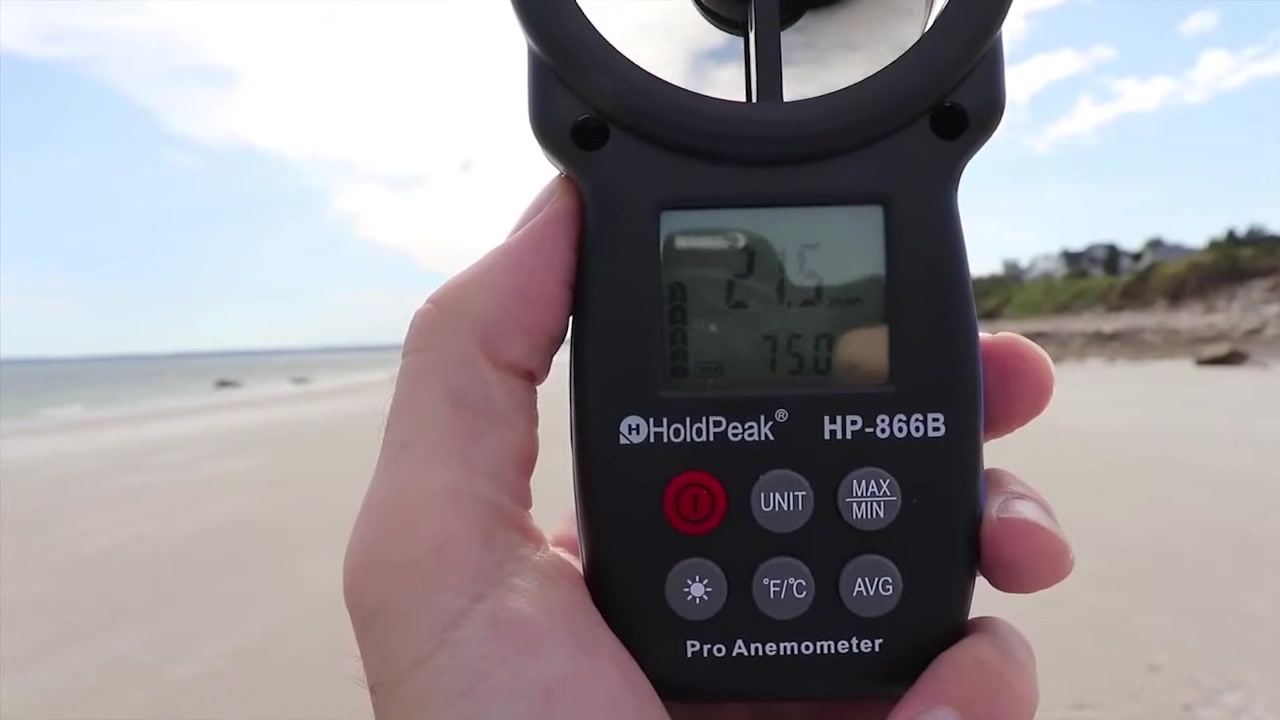 21.5
75.0
HoldPeak® HP-866B
UNIT
MAX
MIN
°F/°C
AVG
Pro Anemometer